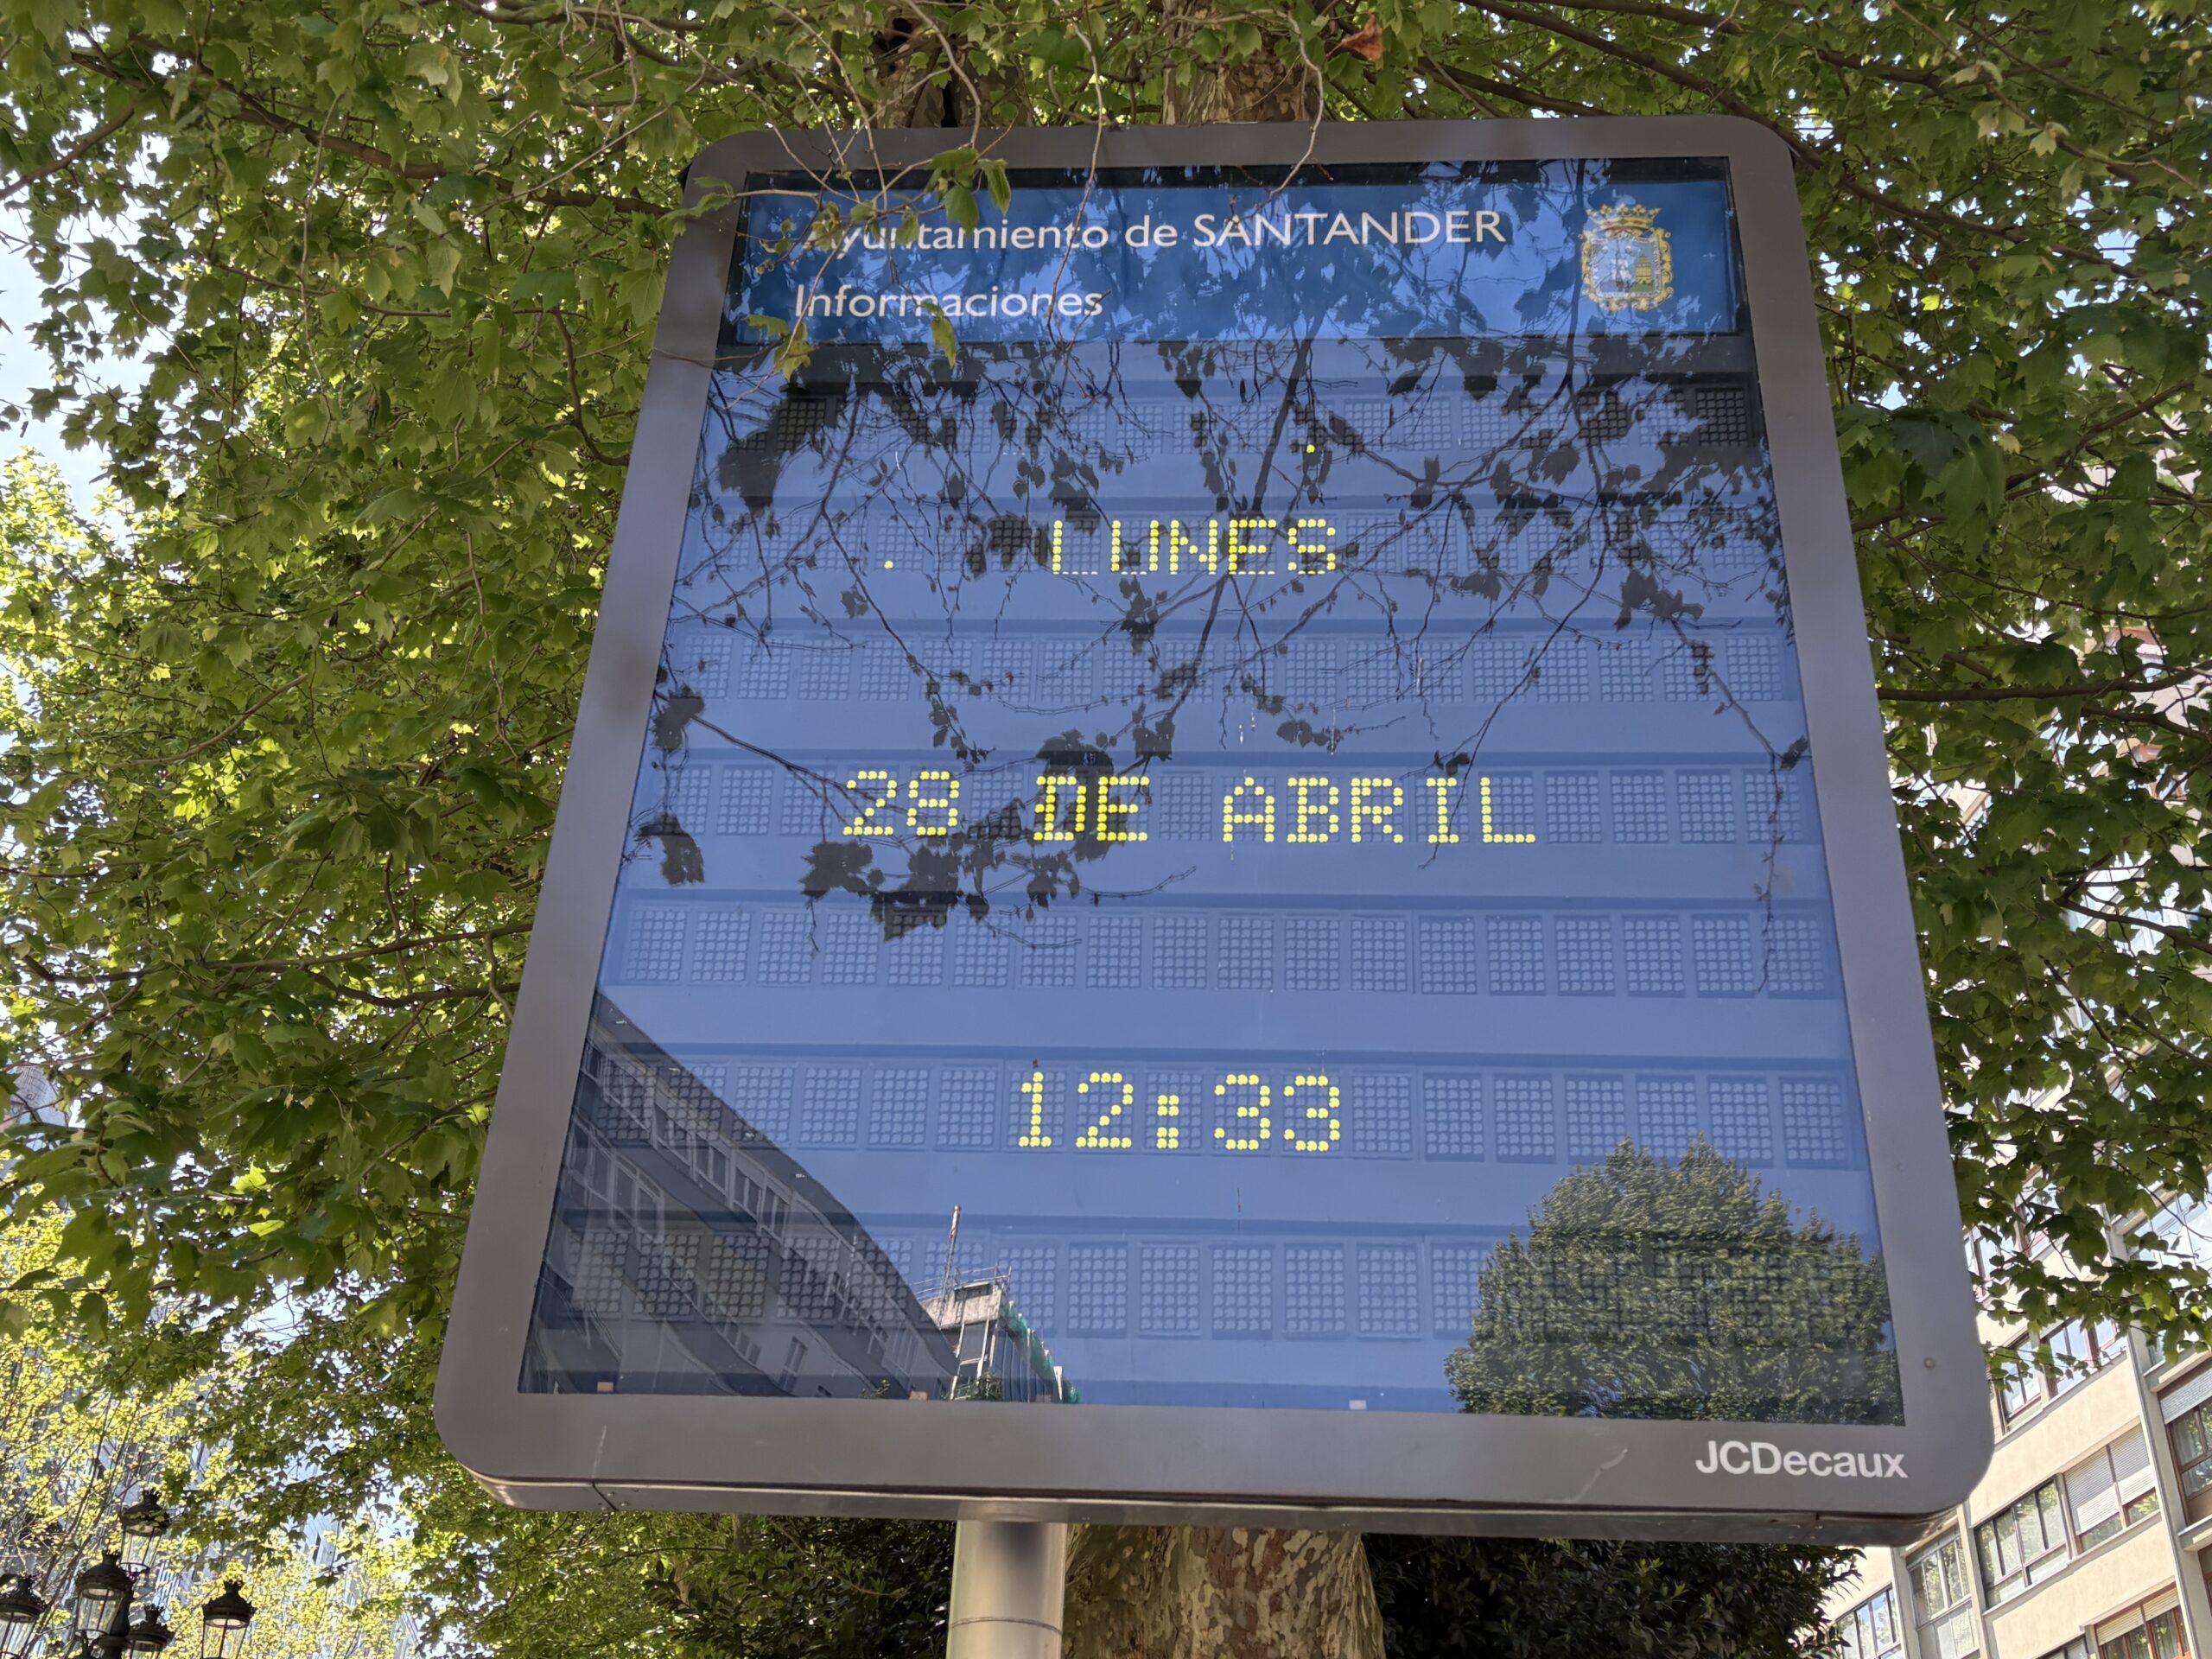 Ayuntamiento de SANTANDER
Informaciones
LUNES
28 DE ABRIL
12:33
JCDecaux